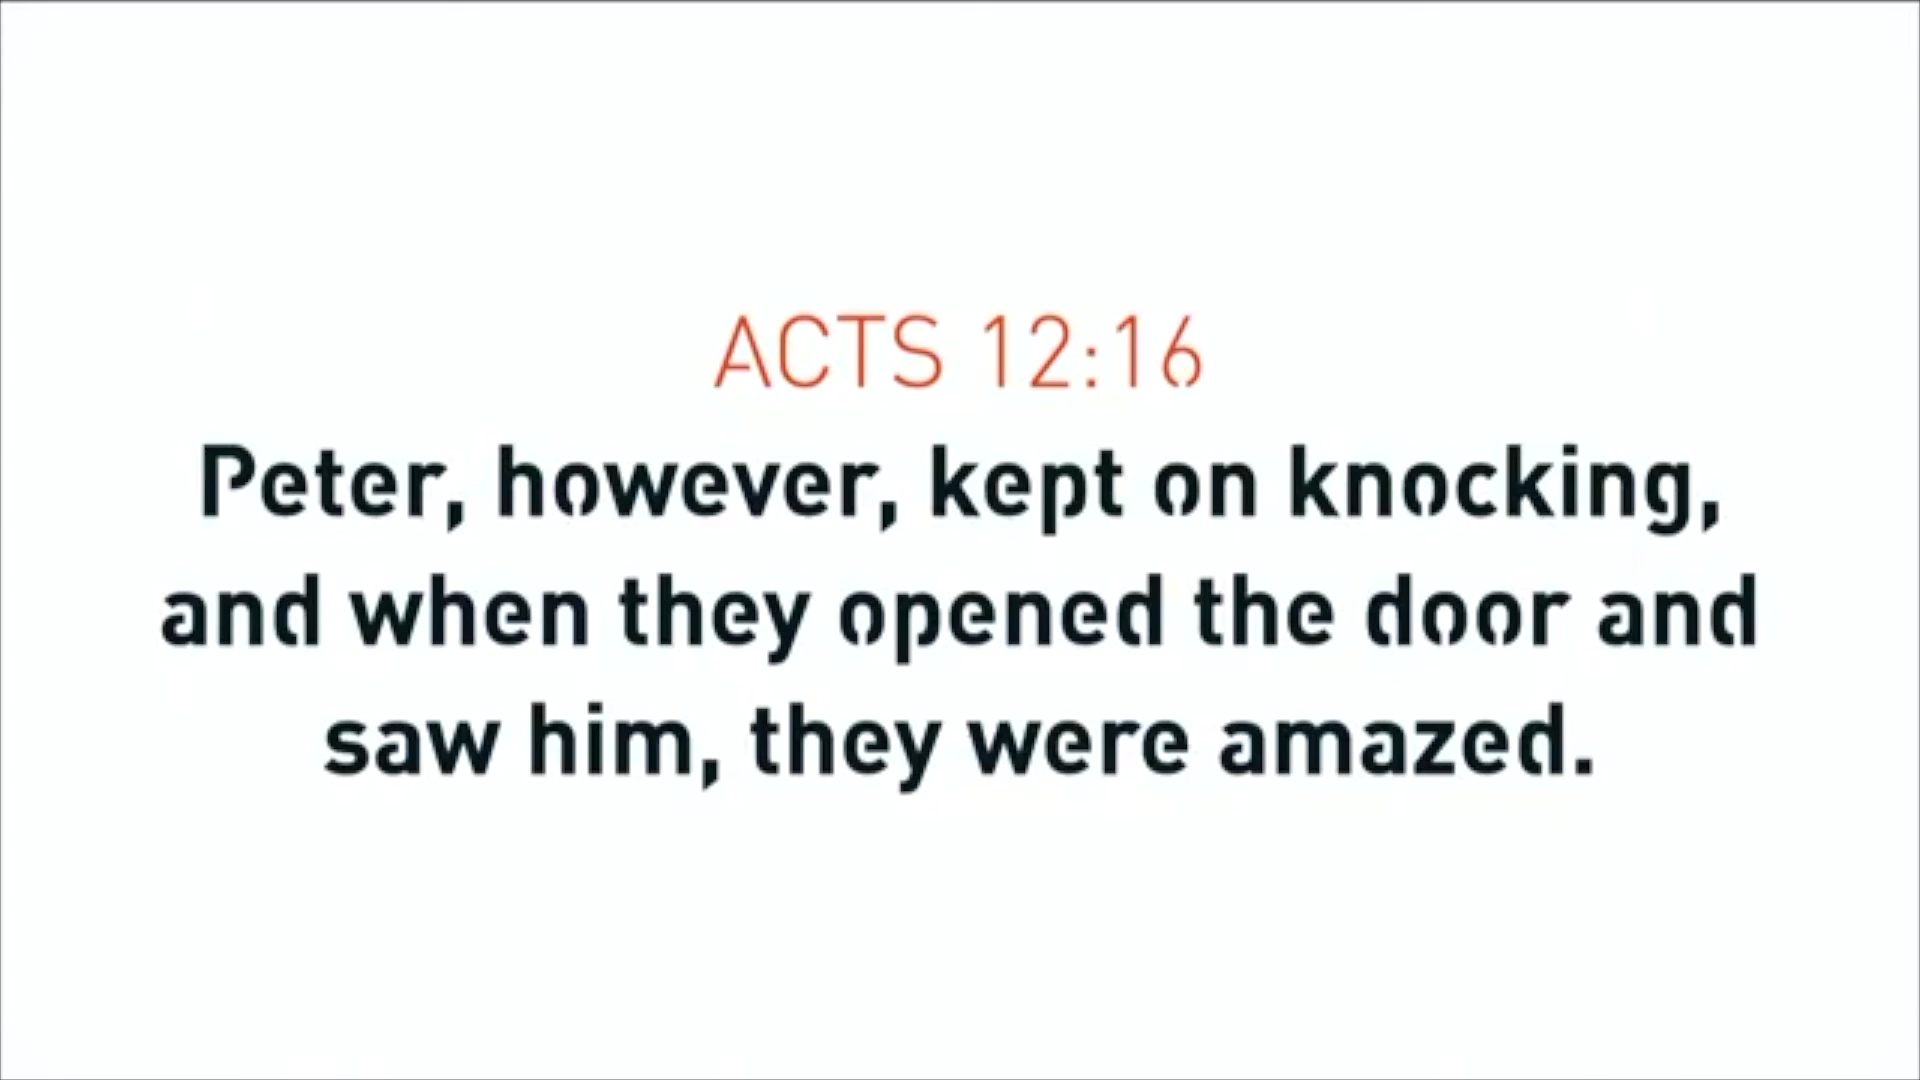 ACTS 12:16
Peter, however, kept on knocking,
and when they opened the door and
saw him, they were amazed.